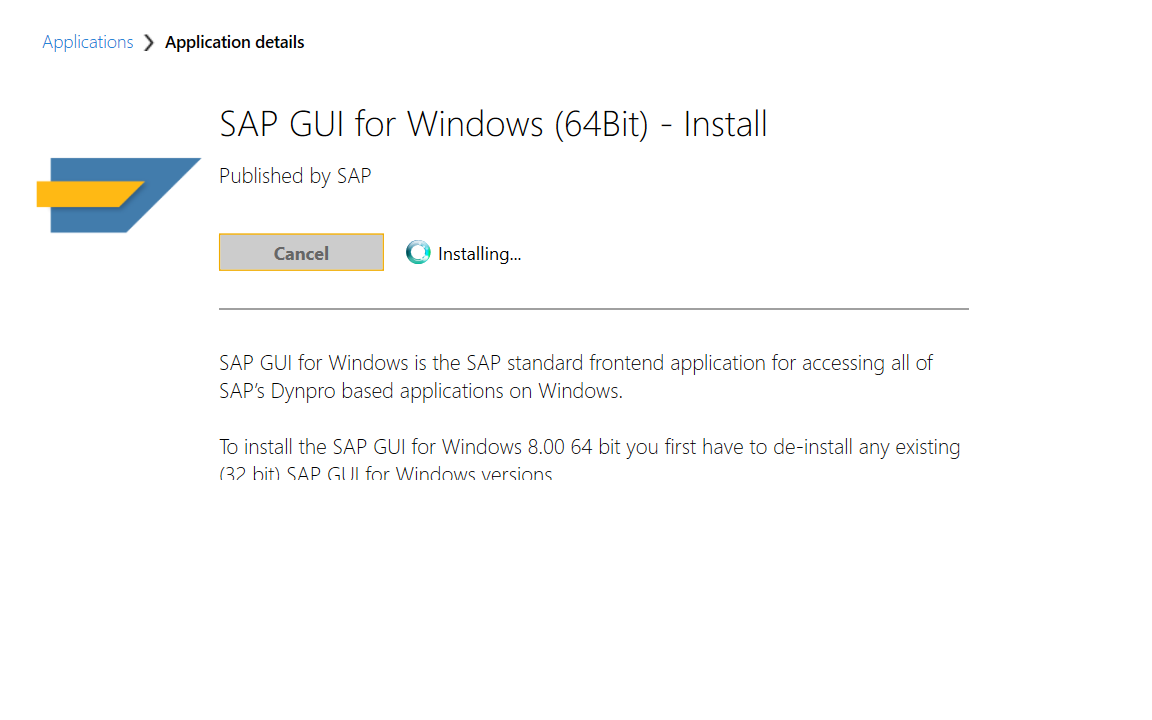 Applications ❯ Application details
SAP GUI for Windows (64Bit) - Install
Published by SAP
Cancel
Installing...
SAP GUI for Windows is the SAP standard frontend application for accessing all of
SAP’s Dynpro based applications on Windows.
To install the SAP GUI for Windows 8.00 64 bit you first have to de-install any existing
(32 bit) SAP GUI for Windows versions